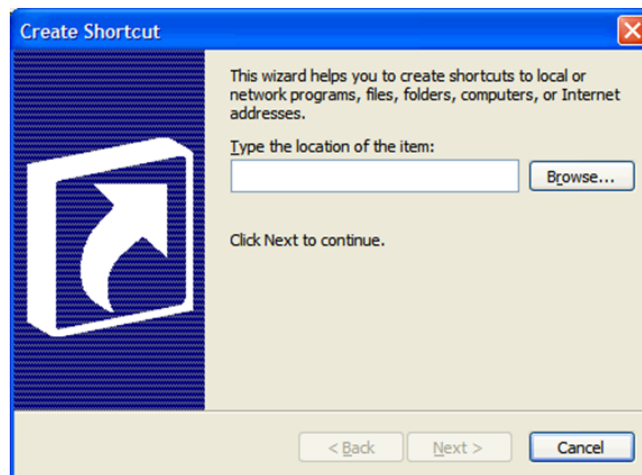 Create Shortcut
This wizard helps you to create shortcuts to local or
network programs, files, folders, computers, or Internet
addresses.
Type the location of the item:
Browse...
Click Next to continue.
< Back
Next >
Cancel